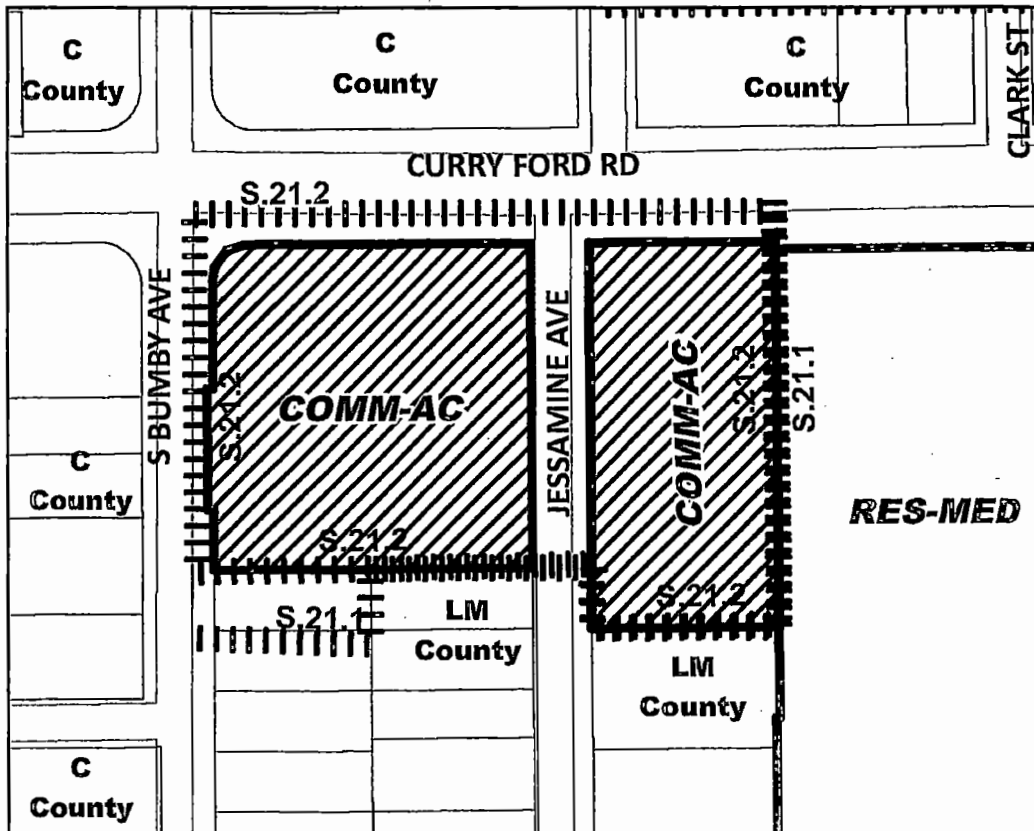 C
County
C
County
C
County
CLARK ST
CURRY FORD RD
S.21.2
S BUMBY AVE
JESSAMINE AVE
COMM-AC
S.21.2
COMM-AC
S.21.2
S.21.1
C
County
RES-MED
S.21.2
S.21.1
LM
County
S.21.2
LM
County
C
County